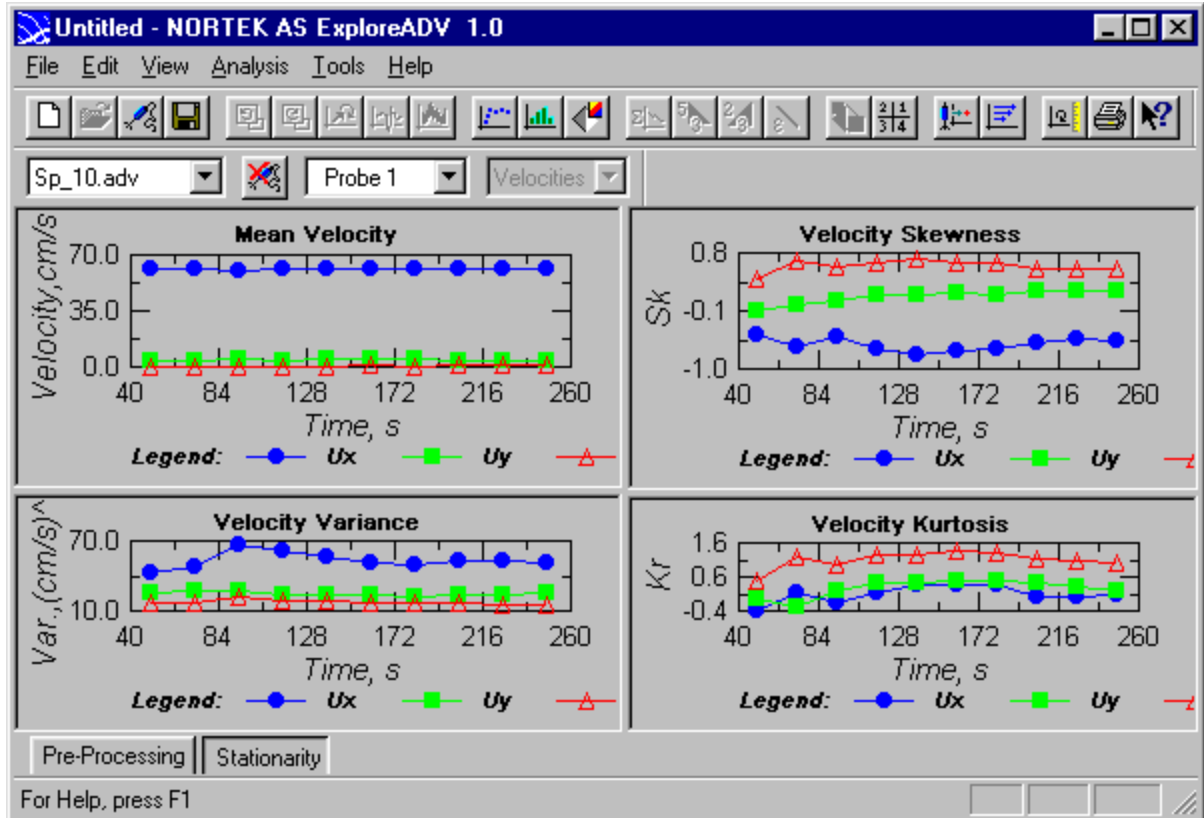 Untitled - NORTEK AS ExploreADV 1.0
File Edit View Analysis Tools Help
Sp_10.adv Probe 1 Velocities
Mean Velocity
Velocity,cm/s
70.0
35.0
0.0
40 84 128 172 216 260
Time, s
Legend: Ux Uy
Velocity Skewness
Sk
0.8
-0.1
-1.0
40 84 128 172 216 260
Time, s
Legend: Ux Uy
Velocity Variance
Var.,(cm/s)^
70.0
10.0
40 84 128 172 216 260
Time, s
Legend: Ux Uy
Velocity Kurtosis
Kr
1.6
0.6
-0.4
40 84 128 172 216 260
Time, s
Legend: Ux Uy
Pre-Processing Stationarity
For Help, press F1